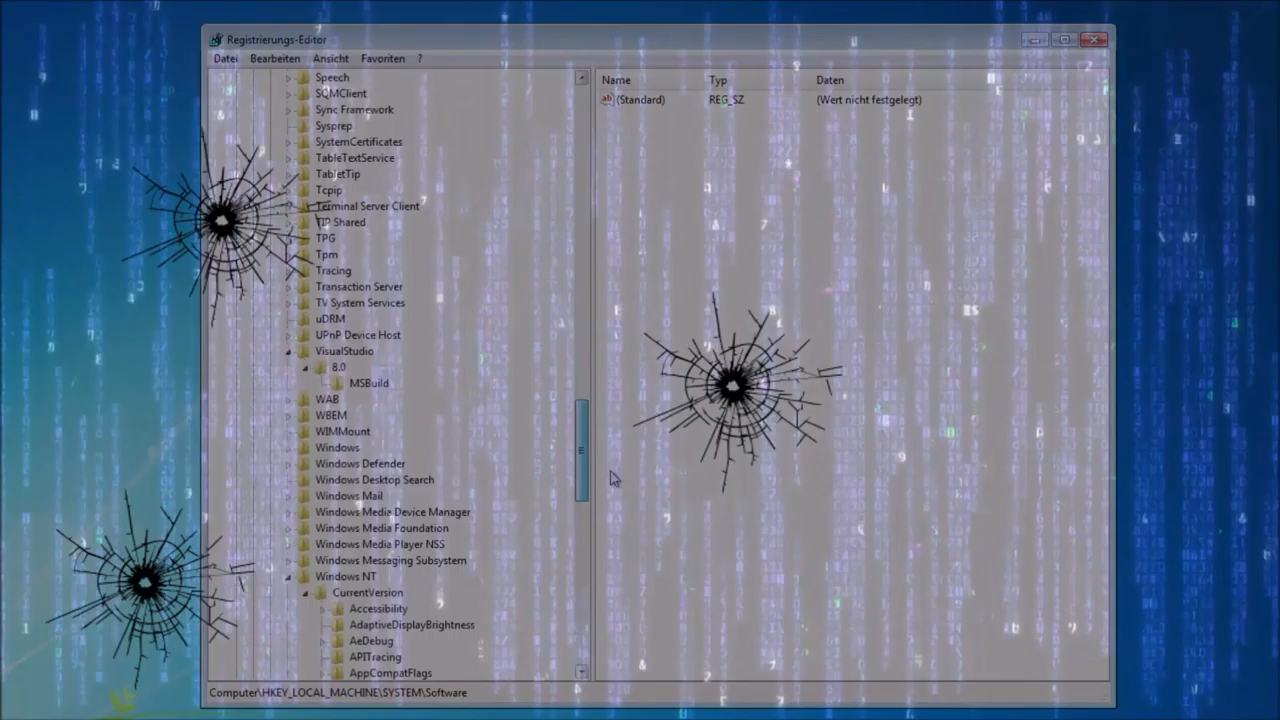 Registrierungs-Editor
Datei Bearbeiten Ansicht Favoriten ?
Speech
SQMClient
Sync Framework
Sysprep
SystemCertificates
TableTextService
TabletTip
Tcpip
Terminal Server Client
TIP Shared
TPG
Tpm
Tracing
Transaction Server
TV System Services
uDRM
UPnP Device Host
VisualStudio
8.0
MSBuild
WAB
WBEM
WIMMount
Windows
Windows Defender
Windows Desktop Search
Windows Mail
Windows Media Device Manager
Windows Media Foundation
Windows Media Player NSS
Windows Messaging Subsystem
Windows NT
CurrentVersion
Accessibility
AdaptiveDisplayBrightness
AeDebug
APITracing
AppCompatFlags
Name Typ Daten
(Standard) REG_SZ (Wert nicht festgelegt)
Computer\HKEY_LOCAL_MACHINE\SYSTEM\Software